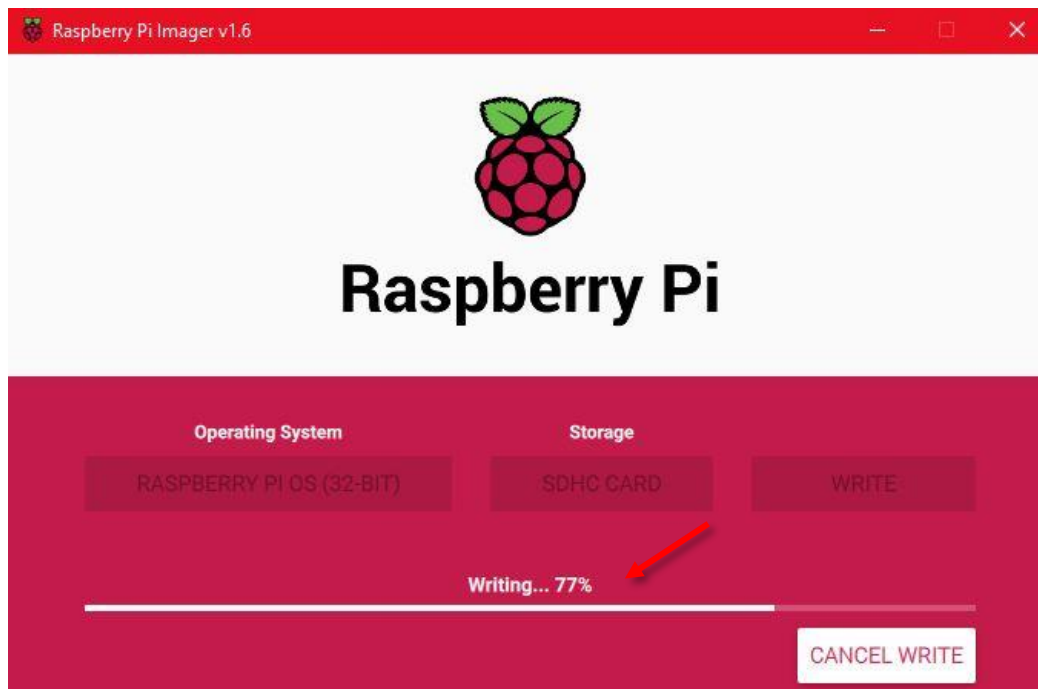 Raspberry Pi Imager v1.6
Raspberry Pi
Operating System
Storage
RASPBERRY PI OS (32-BIT)
SDHC CARD
WRITE
Writing... 77%
CANCEL WRITE